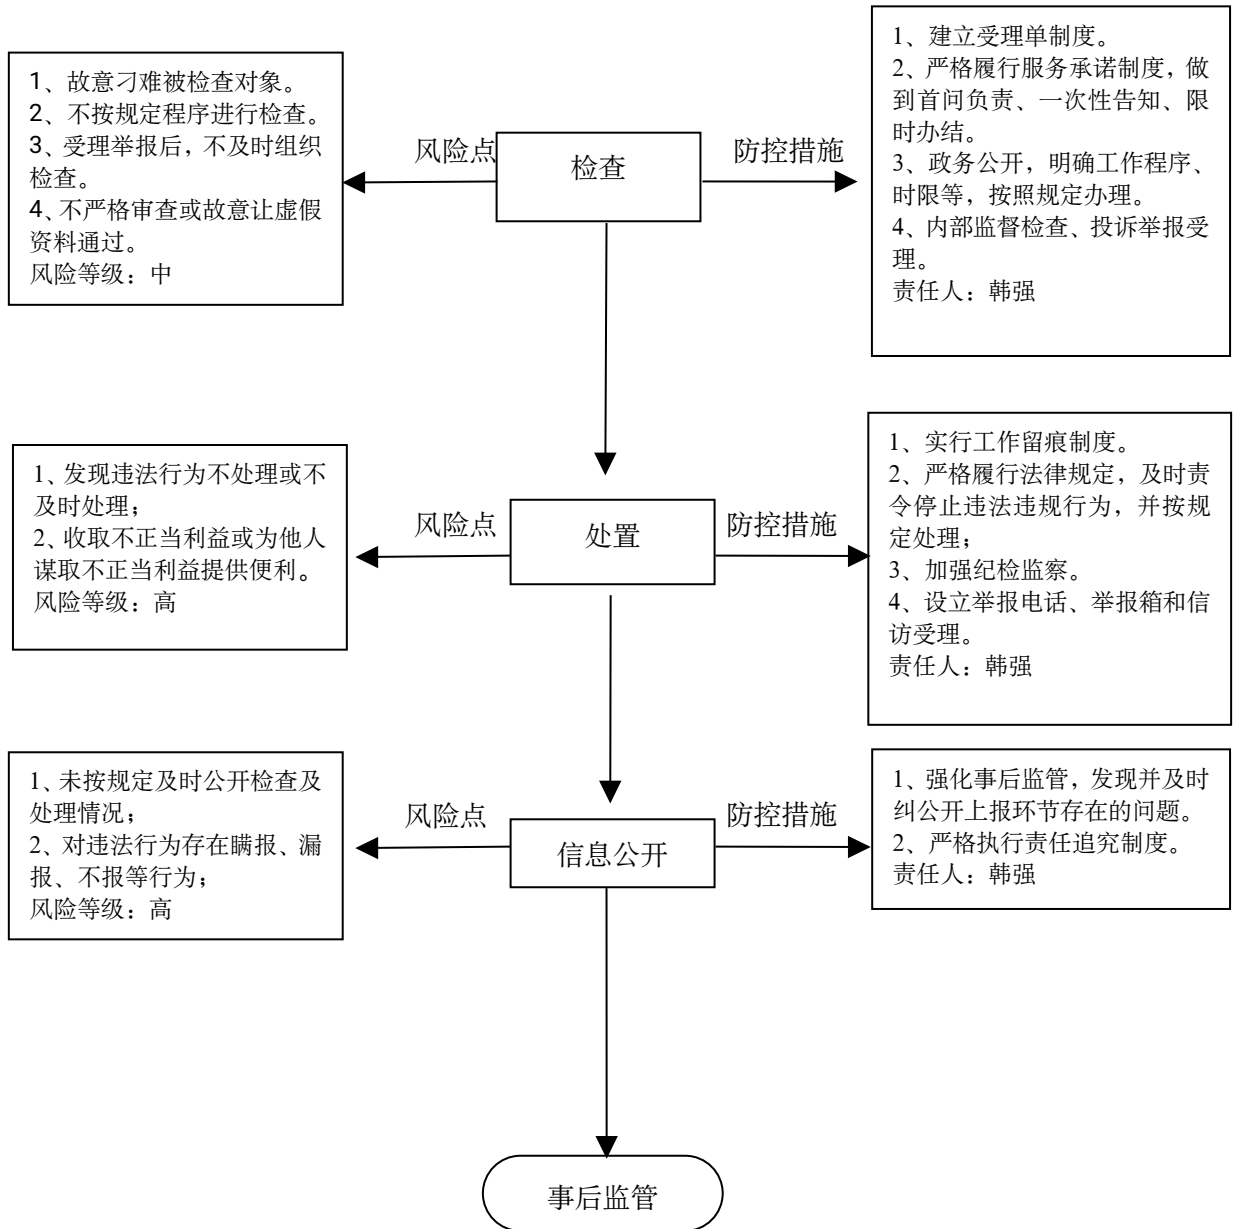 1、故意刁难被检查对象。
2、不按规定程序进行检查。
3、受理举报后，不及时组织
检查。
4、不严格审查或故意让虚假
资料通过。
风险等级：中
风险点
检查
防控措施
1、建立受理单制度。
2、严格履行服务承诺制度，做
到首问负责、一次性告知、限
时办结。
3、政务公开，明确工作程序、
时限等，按照规定办理。
4、内部监督检查、投诉举报受
理。
责任人：韩强
1、发现违法行为不处理或不
及时处理；
2、收取不正当利益或为他人
谋取不正当利益提供便利。
风险等级：高
风险点
处置
防控措施
1、实行工作留痕制度。
2、严格履行法律规定，及时责
令停止违法违规行为，并按规
定处理；
3、加强纪检监察。
4、设立举报电话、举报箱和信
访受理。
责任人：韩强
1、未按规定及时公开检查及
处理情况；
2、对违法行为存在瞒报、漏
报、不报等行为；
风险等级：高
风险点
信息公开
防控措施
1、强化事后监管，发现并及时
纠公开上报环节存在的问题。
2、严格执行责任追究制度。
责任人：韩强
事后监管